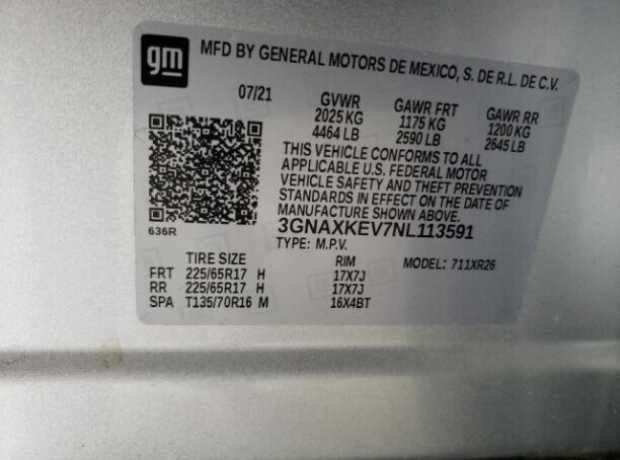 gm MFD BY GENERAL MOTORS DE MEXICO, S. DE R.L. DE C.V.
07/21 GVWR GAWR FRT GAWR RR
2025 KG 1175 KG 1200 KG
4464 LB 2590 LB 2645 LB
THIS VEHICLE CONFORMS TO ALL
APPLICABLE U.S. FEDERAL MOTOR
VEHICLE SAFETY AND THEFT PREVENTION
STANDARDS IN EFFECT ON THE DATE OF
MANUFACTURE SHOWN ABOVE.
636R 3GNAXKEV7NL113591
TYPE: M.P.V.
TIRE SIZE RIM MODEL: 711XR26
FRT 225/65R17 H 17X7J
RR 225/65R17 H 17X7J
SPA T135/70R16 M 16X4BT